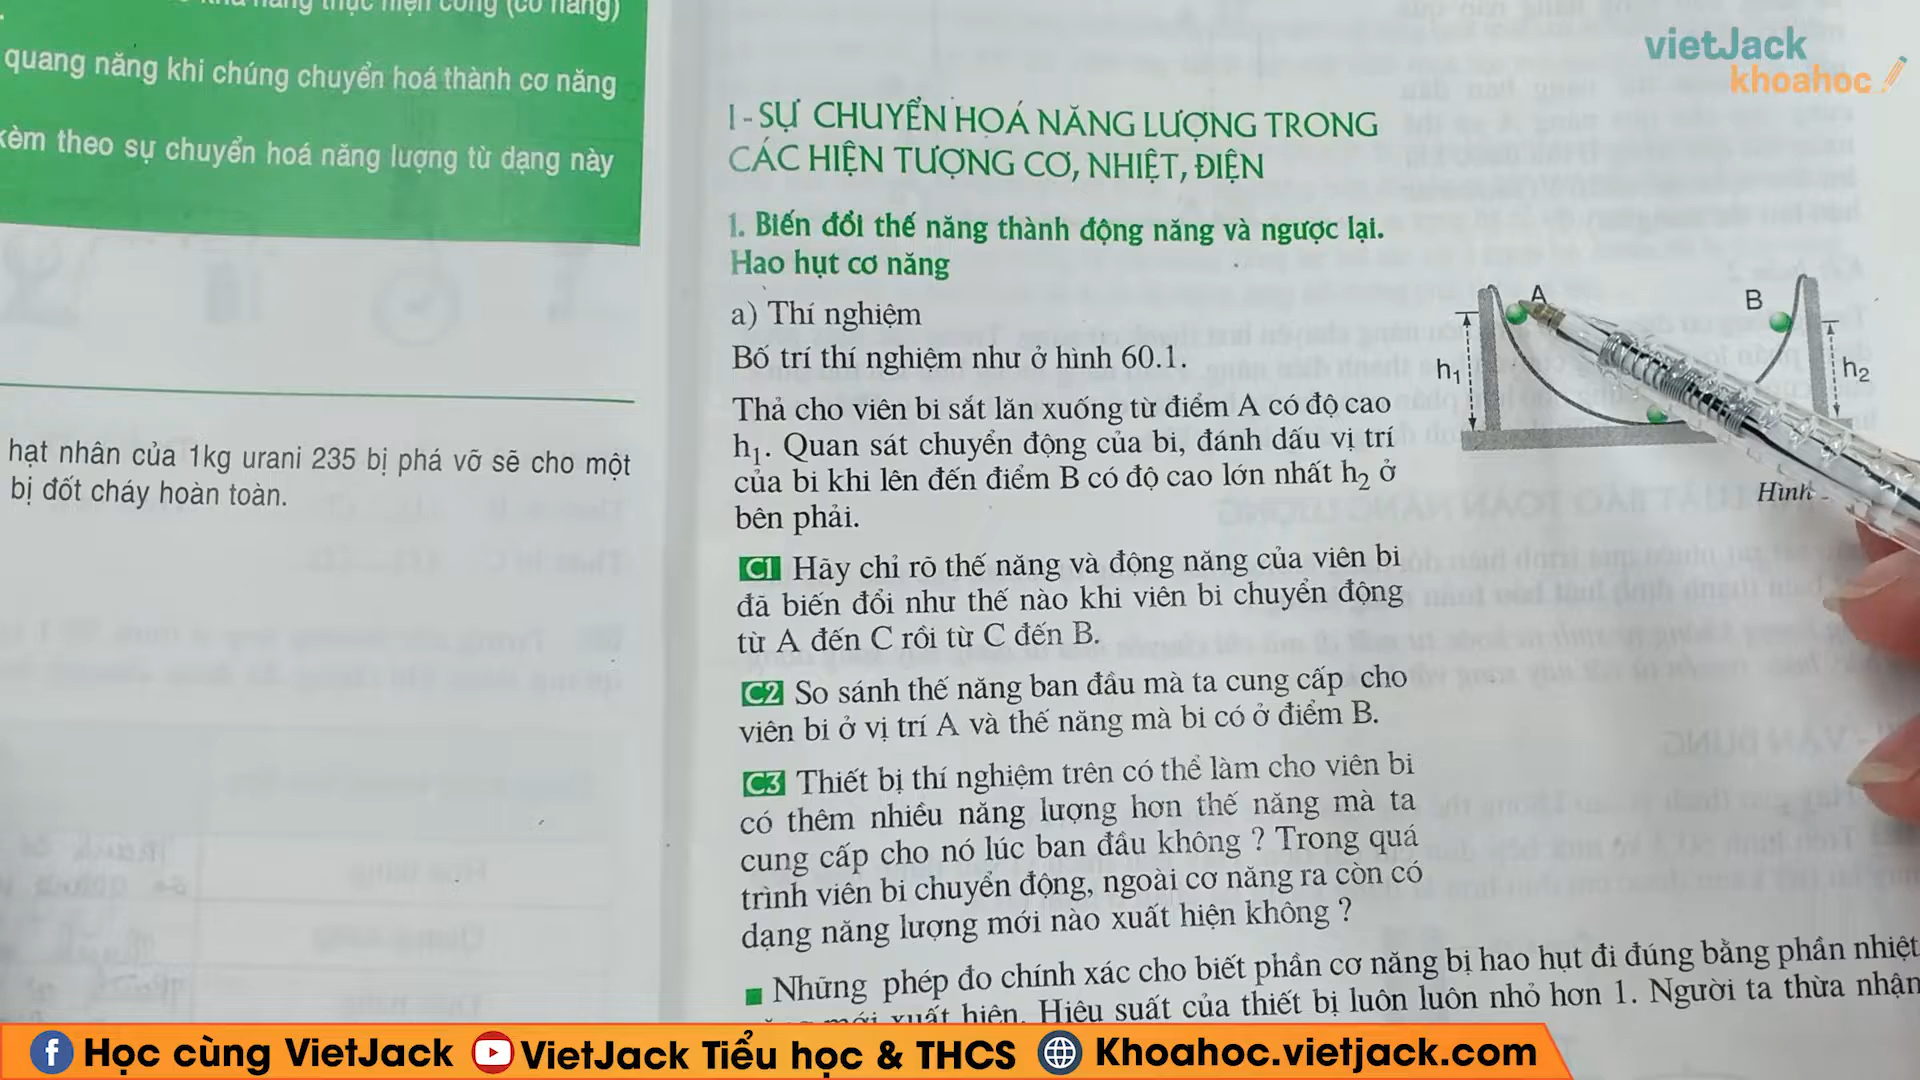 năng thực hiện công (cơ năng)
quang năng khi chúng chuyển hoá thành cơ năng
kèm theo sự chuyển hoá năng lượng từ dạng này
hạt nhân của 1kg urani 235 bị phá vỡ sẽ cho một
bị đốt cháy hoàn toàn.
vietJack
khoahoc
I - SỰ CHUYỂN HOÁ NĂNG LƯỢNG TRONG
CÁC HIỆN TƯỢNG CƠ, NHIỆT, ĐIỆN
1. Biến đổi thế năng thành động năng và ngược lại.
Hao hụt cơ năng
a) Thí nghiệm
Bố trí thí nghiệm như ở hình 60.1.
Thả cho viên bi sắt lăn xuống từ điểm A có độ cao
h1. Quan sát chuyển động của bi, đánh dấu vị trí
của bi khi lên đến điểm B có độ cao lớn nhất h2 ở
bên phải.
A
B
h1
h2
Hình
C1 Hãy chỉ rõ thế năng và động năng của viên bi
đã biến đổi như thế nào khi viên bi chuyển động
từ A đến C rồi từ C đến B.
C2 So sánh thế năng ban đầu mà ta cung cấp cho
viên bi ở vị trí A và thế năng mà bi có ở điểm B.
C3 Thiết bị thí nghiệm trên có thể làm cho viên bi
có thêm nhiều năng lượng hơn thế năng mà ta
cung cấp cho nó lúc ban đầu không ? Trong quá
trình viên bi chuyển động, ngoài cơ năng ra còn có
dạng năng lượng mới nào xuất hiện không ?
Những phép đo chính xác cho biết phần cơ năng bị hao hụt đi đúng bằng phần nhiệt
mới xuất hiện. Hiệu suất của thiết bị luôn luôn nhỏ hơn 1. Người ta thừa nhận
Học cùng VietJack
VietJack Tiểu học & THCS
Khoahoc.vietjack.com